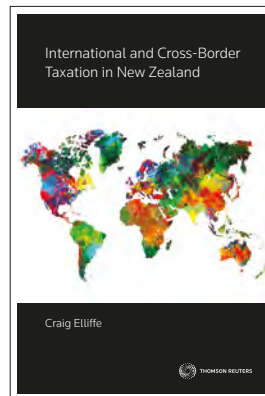 International and Cross-Border
Taxation in New Zealand
Craig Elliffe
THOMSON REUTERS